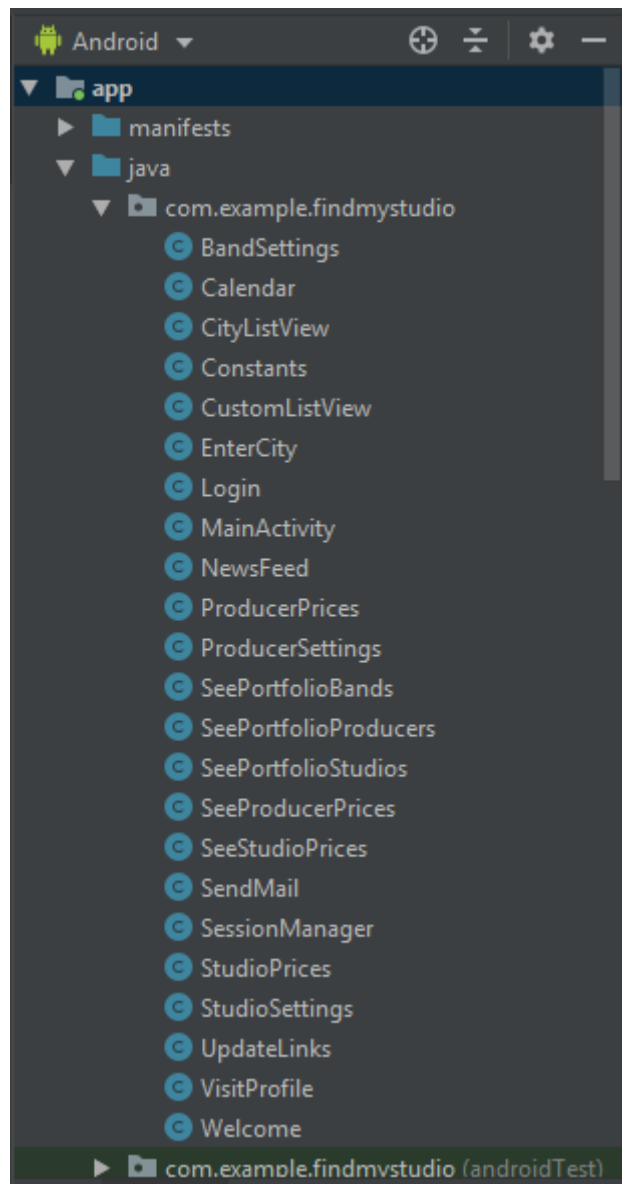 Android
app
manifests
java
com.example.findmystudio
BandSettings
Calendar
CityListView
Constants
CustomListView
EnterCity
Login
MainActivity
NewsFeed
ProducerPrices
ProducerSettings
SeePortfolioBands
SeePortfolioProducers
SeePortfolioStudios
SeeProducerPrices
SeeStudioPrices
SendMail
SessionManager
StudioPrices
StudioSettings
UpdateLinks
VisitProfile
Welcome
com.example.findmystudio (androidTest)